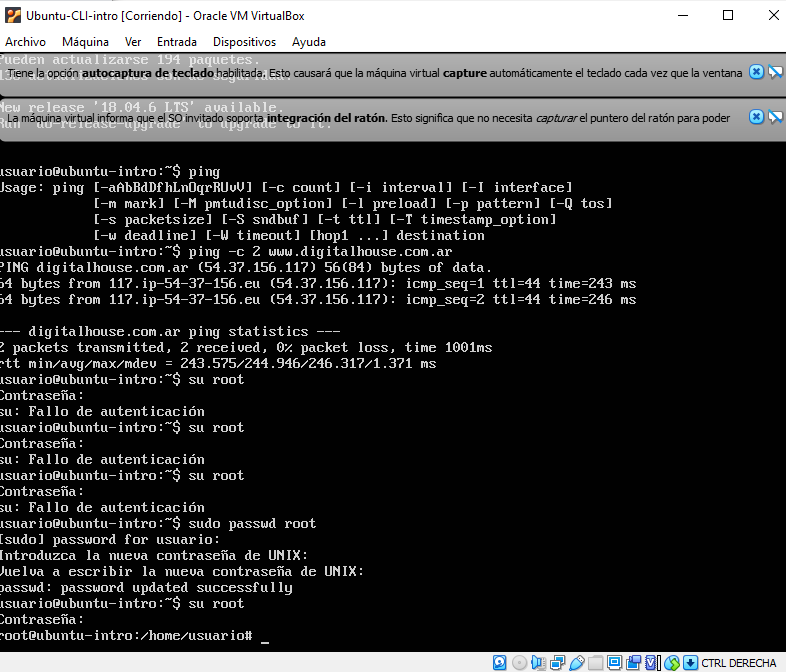 Ubuntu-CLI-intro [Corriendo] - Oracle VM VirtualBox
Archivo Máquina Ver Entrada Dispositivos Ayuda
Pueden actualizarse 194 paquetes.
Tiene la opción autocaptura de teclado habilitada. Esto causará que la máquina virtual capture automáticamente el teclado cada vez que la ventana
New release '18.04.6 LTS' available.
La máquina virtual informa que el SO invitado soporta integración del ratón. Esto significa que no necesita capturar el puntero del ratón para poder
Run 'do-release-upgrade' to upgrade to it.
usuario@ubuntu-intro:~$ ping
Usage: ping [-aAbBdDfhLnOqrRUvV] [-c count] [-i interval] [-I interface]
[-m mark] [-M pmtudisc_option] [-l preload] [-p pattern] [-Q tos]
[-s packetsize] [-S sndbuf] [-t ttl] [-T timestamp_option]
[-w deadline] [-W timeout] [hop1 ...] destination
usuario@ubuntu-intro:~$ ping -c 2 www.digitalhouse.com.ar
PING digitalhouse.com.ar (54.37.156.117) 56(84) bytes of data.
64 bytes from 117.ip-54-37-156.eu (54.37.156.117): icmp_seq=1 ttl=44 time=243 ms
64 bytes from 117.ip-54-37-156.eu (54.37.156.117): icmp_seq=2 ttl=44 time=246 ms
--- digitalhouse.com.ar ping statistics ---
2 packets transmitted, 2 received, 0% packet loss, time 1001ms
rtt min/avg/max/mdev = 243.575/244.946/246.317/1.371 ms
usuario@ubuntu-intro:~$ su root
Contraseña:
su: Fallo de autenticación
usuario@ubuntu-intro:~$ su root
Contraseña:
su: Fallo de autenticación
usuario@ubuntu-intro:~$ su root
Contraseña:
su: Fallo de autenticación
usuario@ubuntu-intro:~$ sudo passwd root
[sudo] password for usuario:
Introduzca la nueva contraseña de UNIX:
Vuelva a escribir la nueva contraseña de UNIX:
passwd: password updated successfully
usuario@ubuntu-intro:~$ su root
Contraseña:
root@ubuntu-intro:/home/usuario# _
CTRL DERECHA